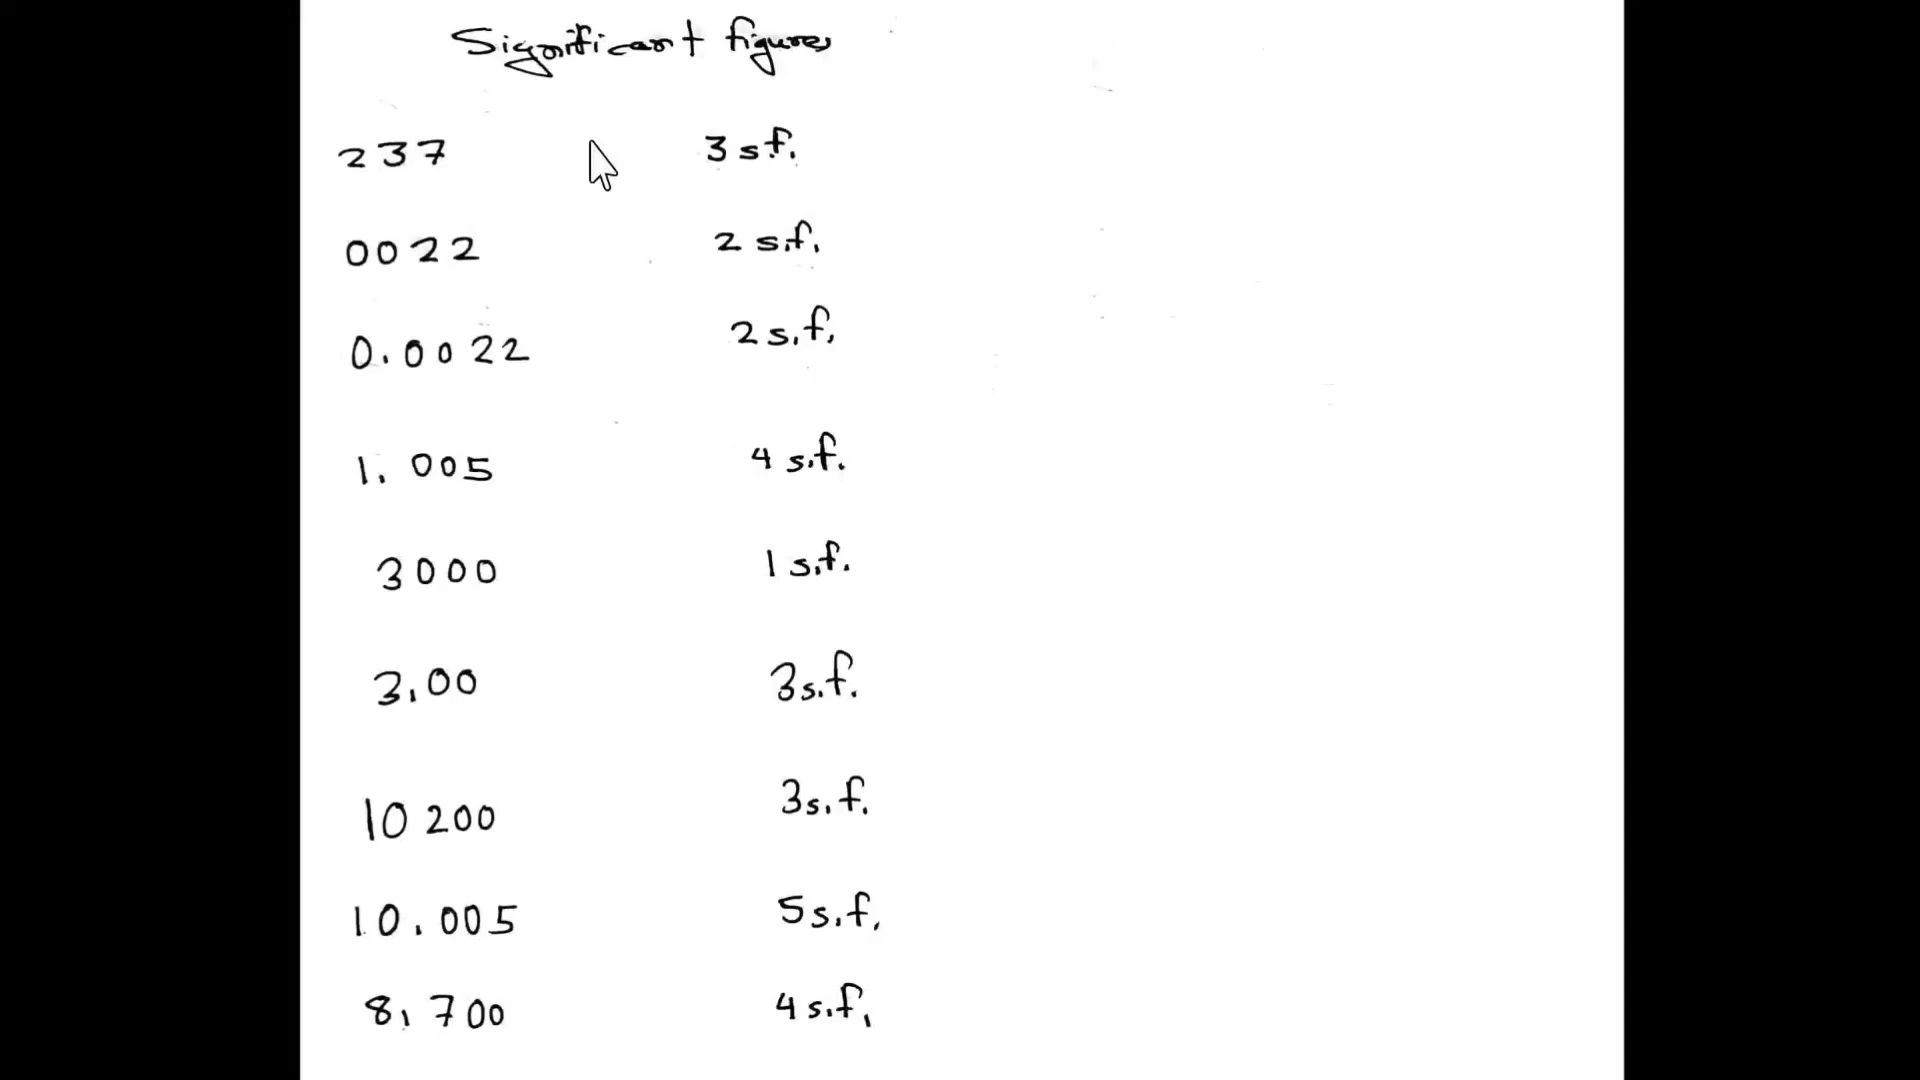 Significant figures
237 3 s.f.
0022 2 s.f.
0.0022 2 s.f.
1.005 4 s.f.
3000 1 s.f.
3.00 3 s.f.
10 200 3 s.f.
10.005 5 s.f.
8.700 4 s.f.